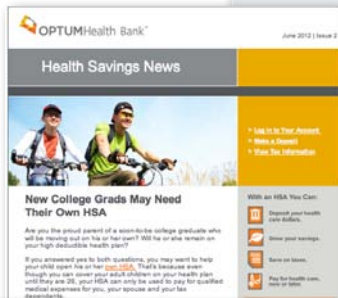 OPTUMHealth Bank™
June 2012 | Issue 2
Health Savings News
> Log in to Your Account
> Make a Deposit
> View Tax Information
New College Grads May Need
Their Own HSA
Are you the proud parent of a soon-to-be college graduate who
will be moving out on his or her own? Will he or she remain on
your high deductible health plan?
If you answered yes to both questions, you may want to help
your child open his or her own HSA. That's because even
though you can cover your adult children on your health plan
until they are 26, your HSA can only be used to pay for qualified
medical expenses for you, your spouse and your tax
dependents.
With an HSA You Can:
Deposit your health
care dollars.
Grow your savings.
Save on taxes.
Pay for health care,
now or later.